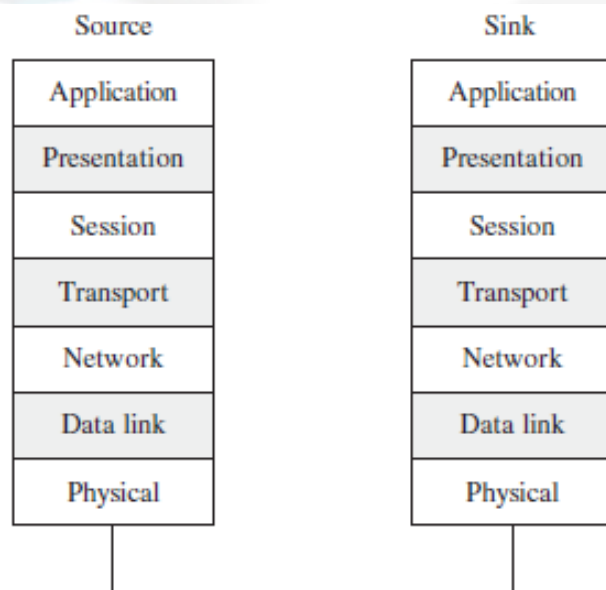 Source Sink
Application Application
Presentation Presentation
Session Session
Transport Transport
Network Network
Data link Data link
Physical Physical